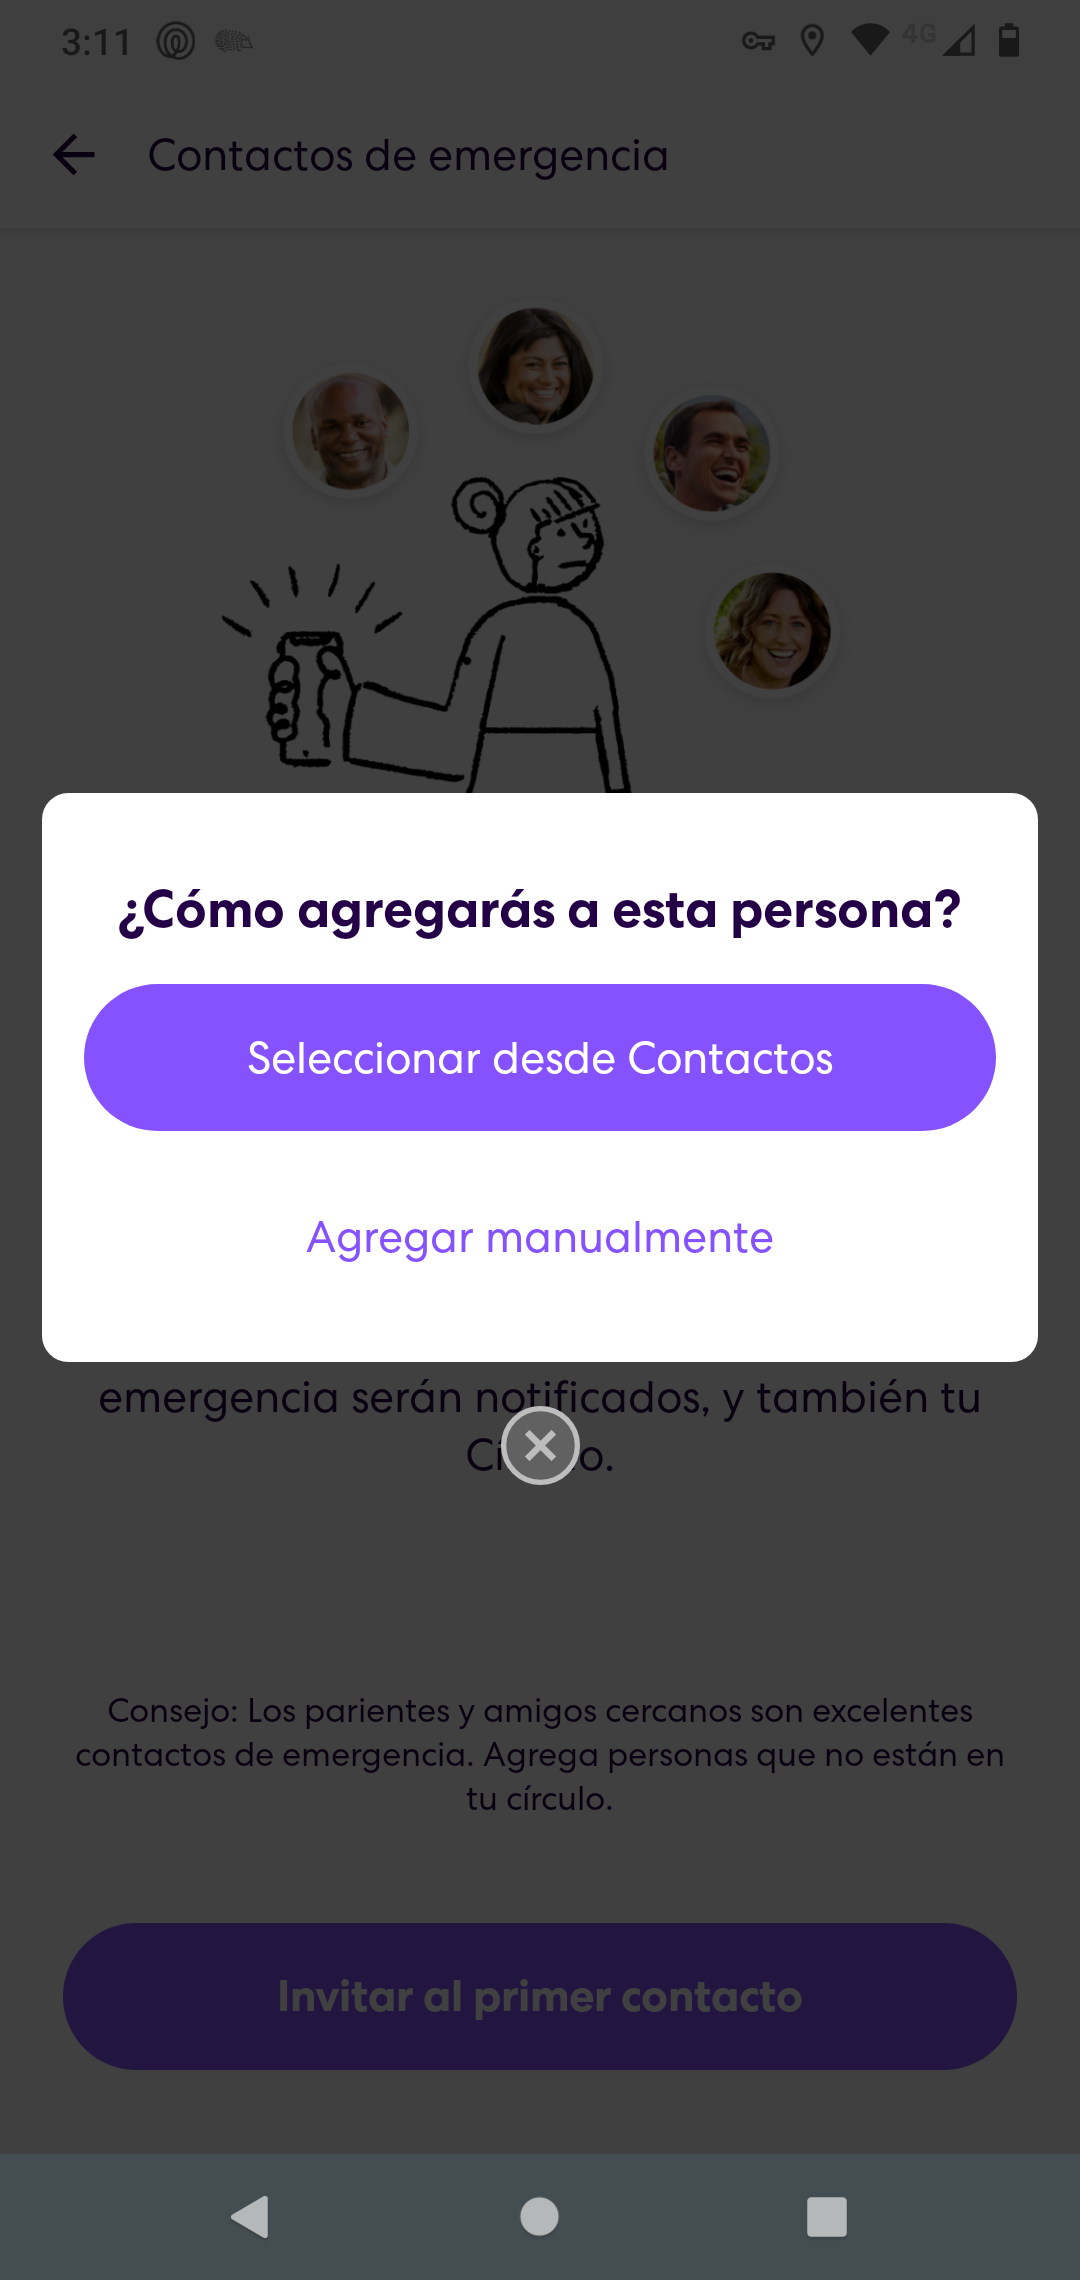 3:11
4G
Contactos de emergencia
¿Cómo agregarás a esta persona?
Seleccionar desde Contactos
Agregar manualmente
emergencia serán notificados, y también tu
Consejo: Los parientes y amigos cercanos son excelentes
contactos de emergencia. Agrega personas que no están en
tu círculo.
Invitar al primer contacto